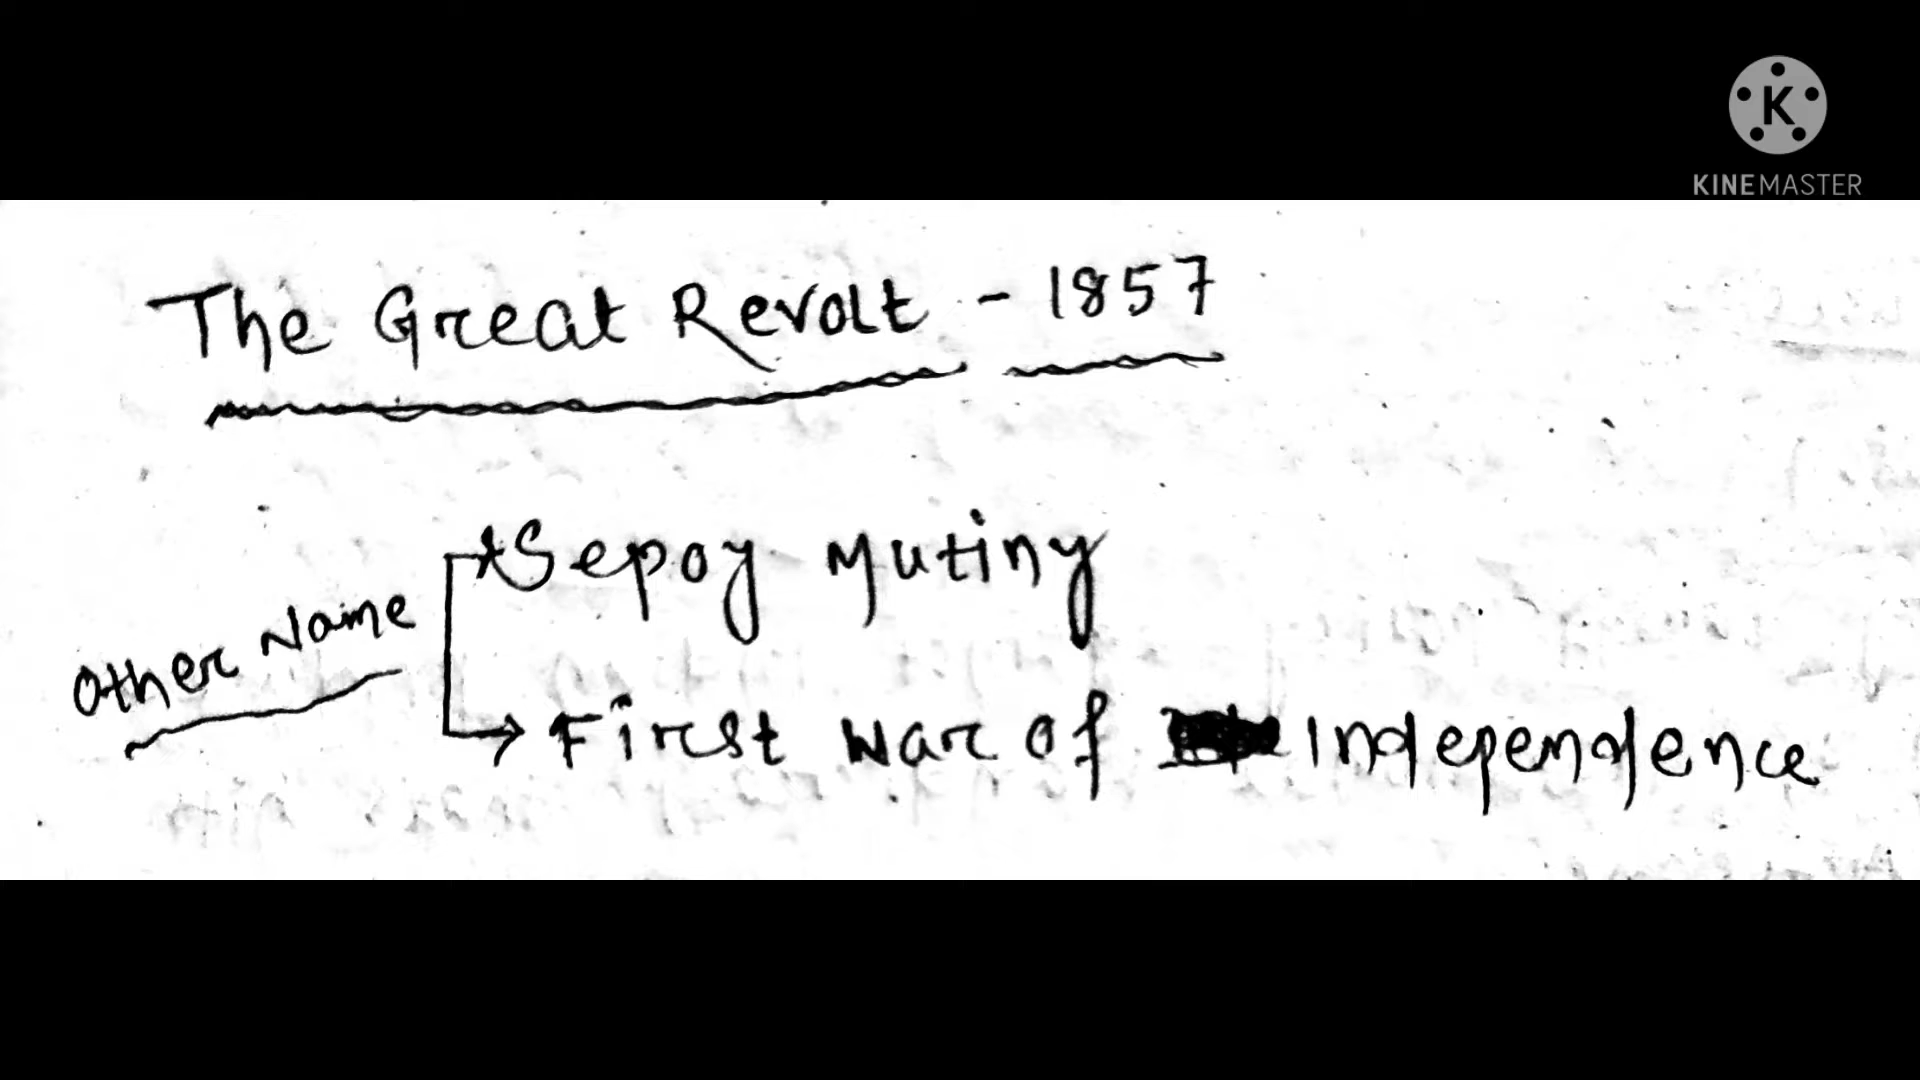 KINEMASTER
The Great Revolt - 1857
Sepoy Mutiny
Other Name
First war of Independence